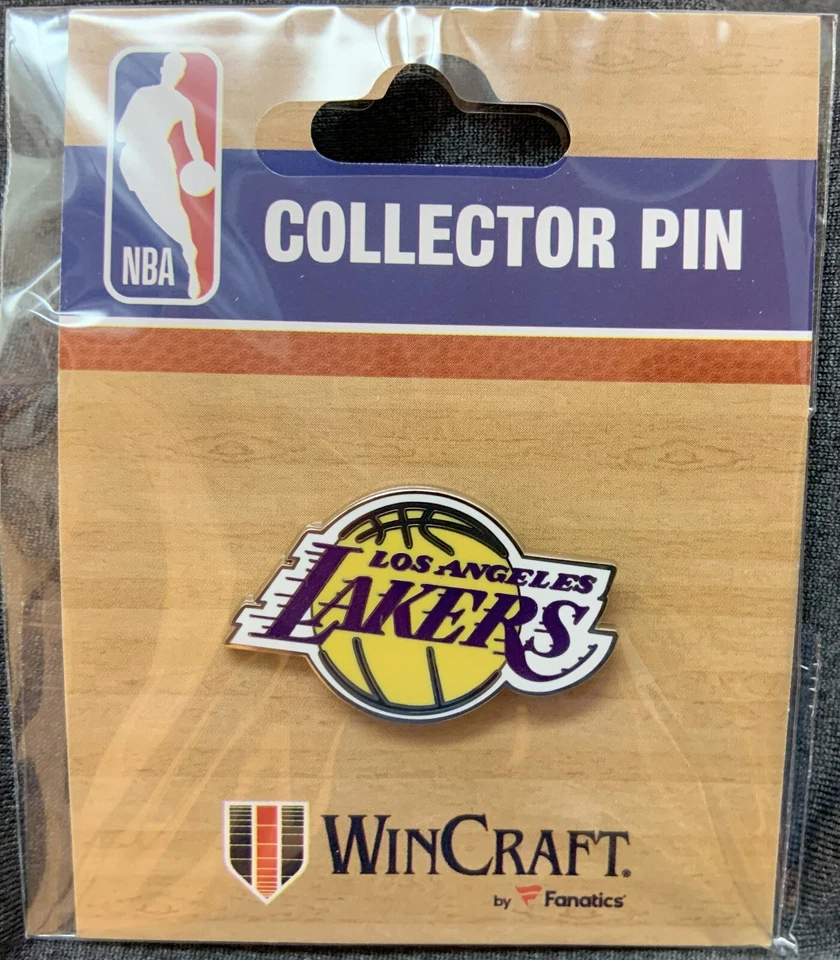 NBA
COLLECTOR PIN
LOS ANGELES
LAKERS
WINCRAFT.
by Fanatics